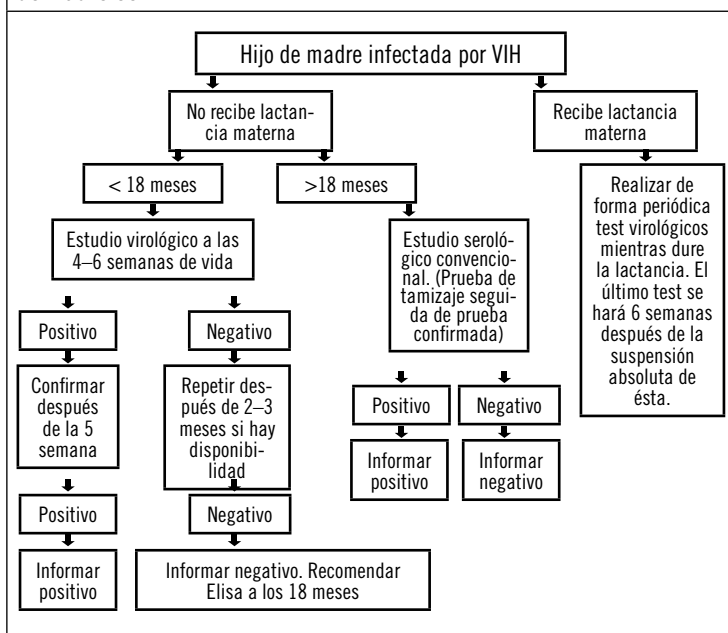 Hijo de madre infectada por VIH
No recibe lactan-
cia materna
Recibe lactancia
materna
< 18 meses
>18 meses
Realizar de
forma periódica
test virológicos
mientras dure
la lactancia. El
último test se
hará 6 semanas
después de la
suspensión
absoluta de
ésta.
Estudio virológico a las
4–6 semanas de vida
Estudio seroló-
gico convencio-
nal. (Prueba de
tamizaje segui-
da de prueba
confirmada)
Positivo
Negativo
Confirmar
después
de la 5
semana
Repetir des-
pués de 2–3
meses si hay
disponibi-
lidad
Positivo
Negativo
Informar
positivo
Informar
negativo
Positivo
Negativo
Informar
positivo
Informar negativo. Recomendar
Elisa a los 18 meses